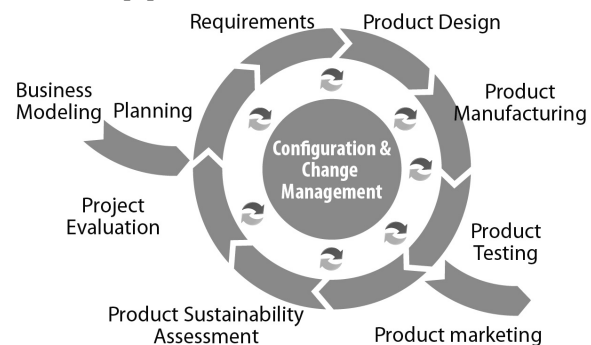 Requirements
Product Design
Business
Modeling
Planning
Product
Manufacturing
Configuration &
Change
Management
Project
Evaluation
Product
Testing
Product Sustainability
Assessment
Product marketing